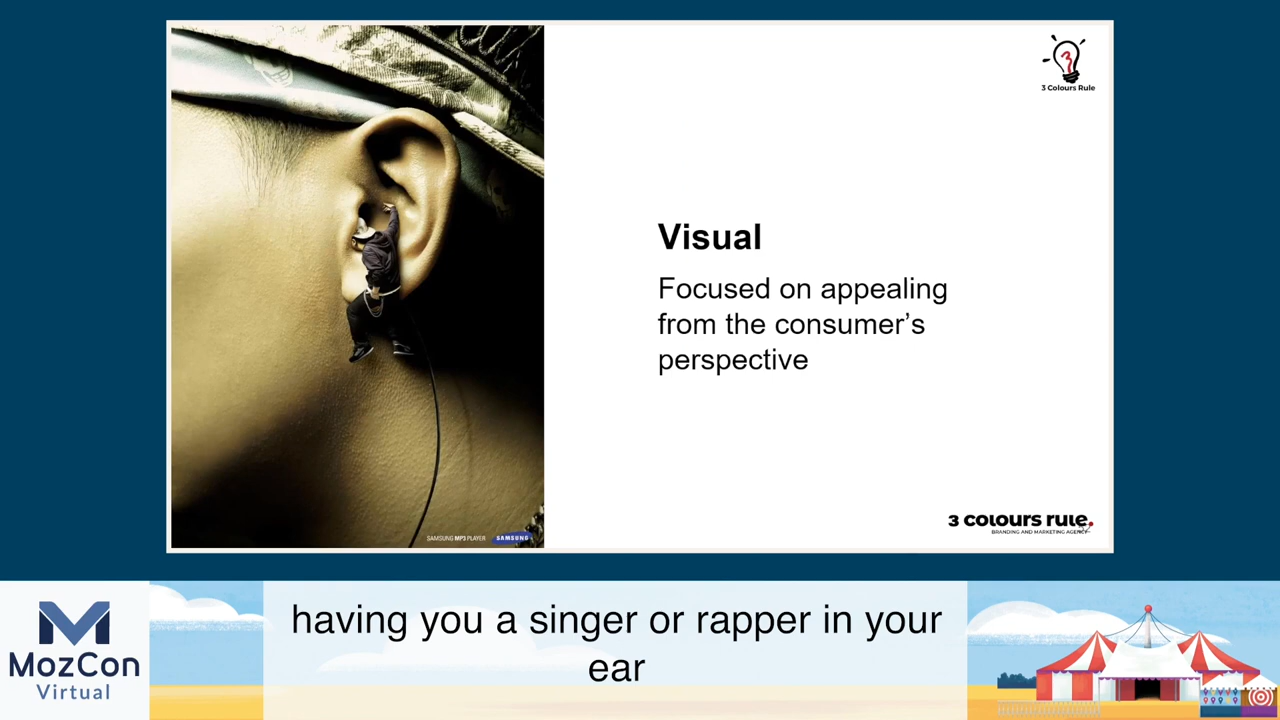 3
3 Colours Rule
Visual
Focused on appealing
from the consumer's
perspective
SAMSUNG MP3 PLAYER SAMSUNG
3 COLOURS RULE.
BRANDING AND MARKETING AGENCY
having you a singer or rapper in your
ear
MozCon
Virtual